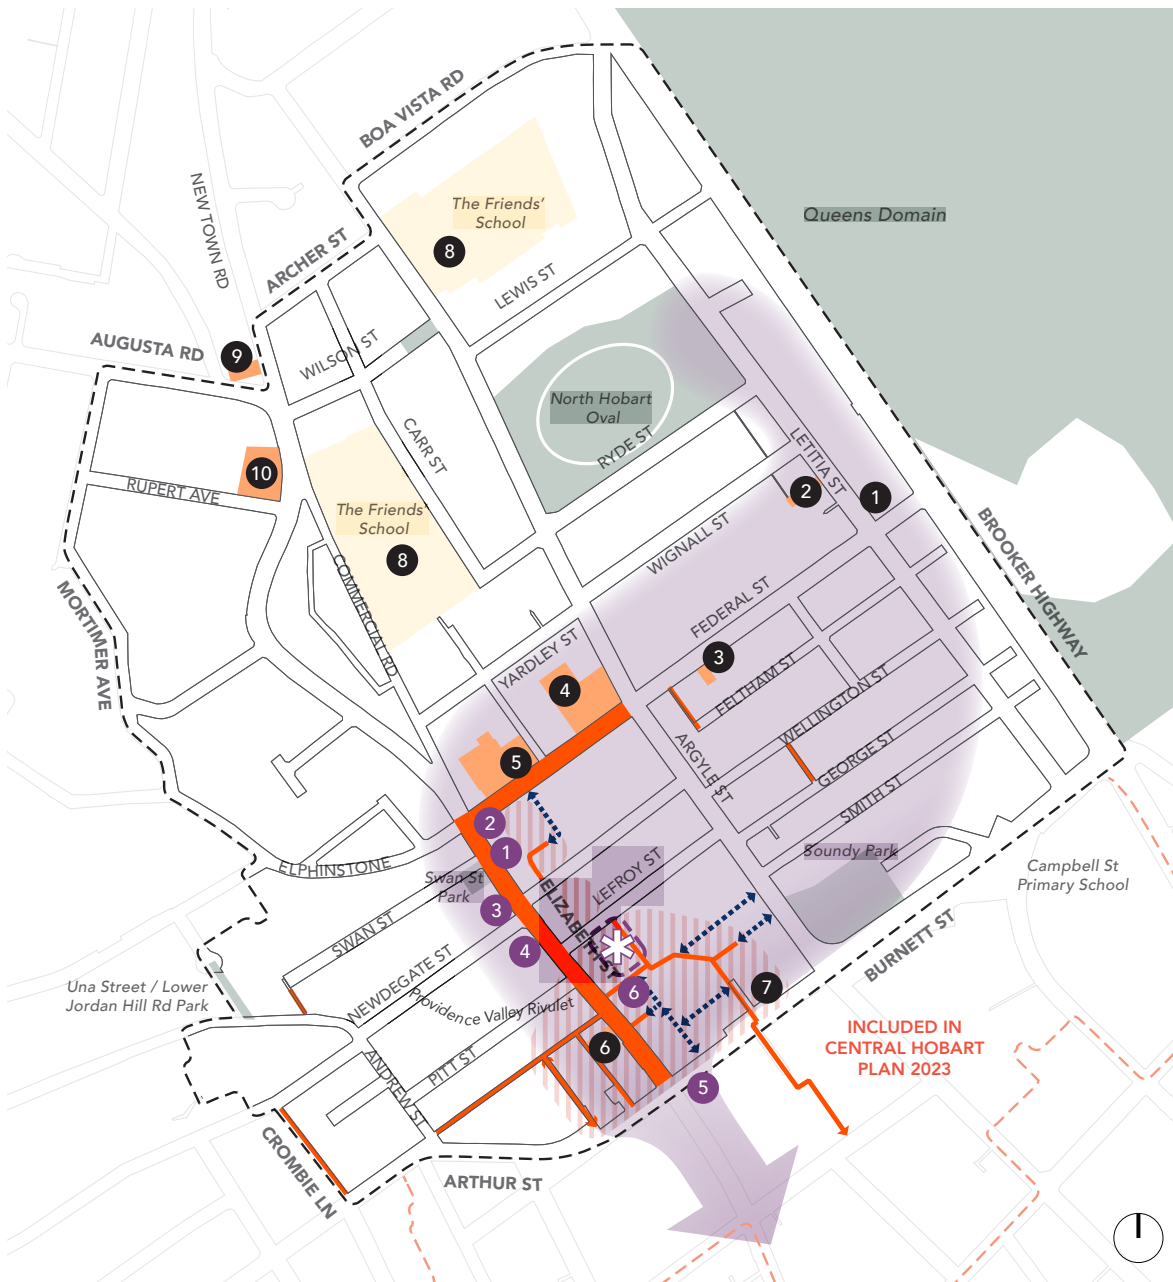 BOA VISTA RD
The Friends'
School
8
Queens Domain
NEW TOWN RD
ARCHER ST
LEWIS ST
AUGUSTA RD
9
WILSON ST
North Hobart
Oval
CARR ST
RYDE ST
LETITIA ST
10
RUPERT AVE
2
1
The Friends'
School
8
WIGNALL ST
BROOKER HIGHWAY
MORTIMER AVE
COMMERCIAL RD
FEDERAL ST
YARDLEY ST
3
FELTHAM ST
4
WELLINGTON ST
ARGYLE ST
GEORGE ST
5
SMITH ST
2
1
Soundy Park
ELPHINSTONE
Swan St
Park
LEFROY ST
Campbell St
Primary School
ELIZABETH ST
3
SWAN ST
4
BURNETT ST
NEWDEGATE ST
Una Street / Lower
Jordan Hill Rd Park
Providence Valley Rivulet
6
7
INCLUDED IN
CENTRAL HOBART
PLAN 2023
6
PITT ST
ANDREW ST
5
CROMBIE LN
ARTHUR ST